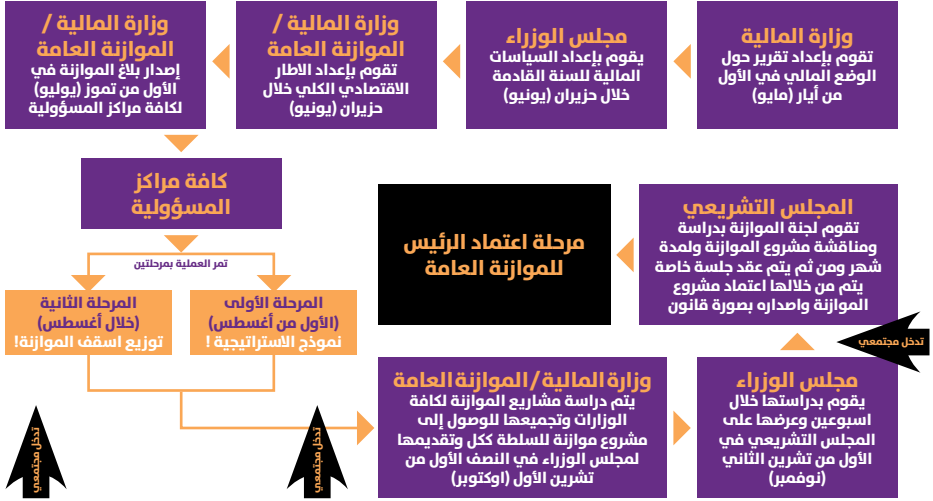 وزارة المالية
تقوم بإعداد تقرير حول
الوضع المالي في الأول
من أيار (مايو)
مجلس الوزراء
يقوم بإعداد السياسات
المالية للسنة القادمة
خلال حزيران (يونيو)
وزارة المالية /
الموازنة العامة
تقوم بإعداد الاطار
الاقتصادي الكلي خلال
حزيران (يونيو)
وزارة المالية /
الموازنة العامة
إصدار بلاغ الموازنة في
الأول من تموز (يوليو)
لكافة مراكز المسؤولية
كافة مراكز
المسؤولية
تمر العملية بمرحلتين
المرحلة الأولى
(الأول من أغسطس)
نموذج الاستراتيجية !
المرحلة الثانية
(خلال أغسطس)
توزيع اسقف الموازنة!
تدخل مجتمعي
تدخل مجتمعي
وزارة المالية / الموازنة العامة
يتم دراسة مشاريع الموازنة لكافة
الوزارات وتجميعها للوصول إلى
مشروع موازنة للسلطة ككل وتقديمها
لمجلس الوزراء في النصف الأول من
تشرين الأول (اوكتوبر)
مجلس الوزراء
يقوم بدراستها خلال
اسبوعين وعرضها على
المجلس التشريعي في
الأول من تشرين الثاني
(نوفمبر)
تدخل مجتمعي
المجلس التشريعي
تقوم لجنة الموازنة بدراسة
ومناقشة مشروع الموازنة ولمدة
شهر ومن ثم يتم عقد جلسة خاصة
يتم من خلالها اعتماد مشروع
الموازنة واصداره بصورة قانون
مرحلة اعتماد الرئيس
للموازنة العامة